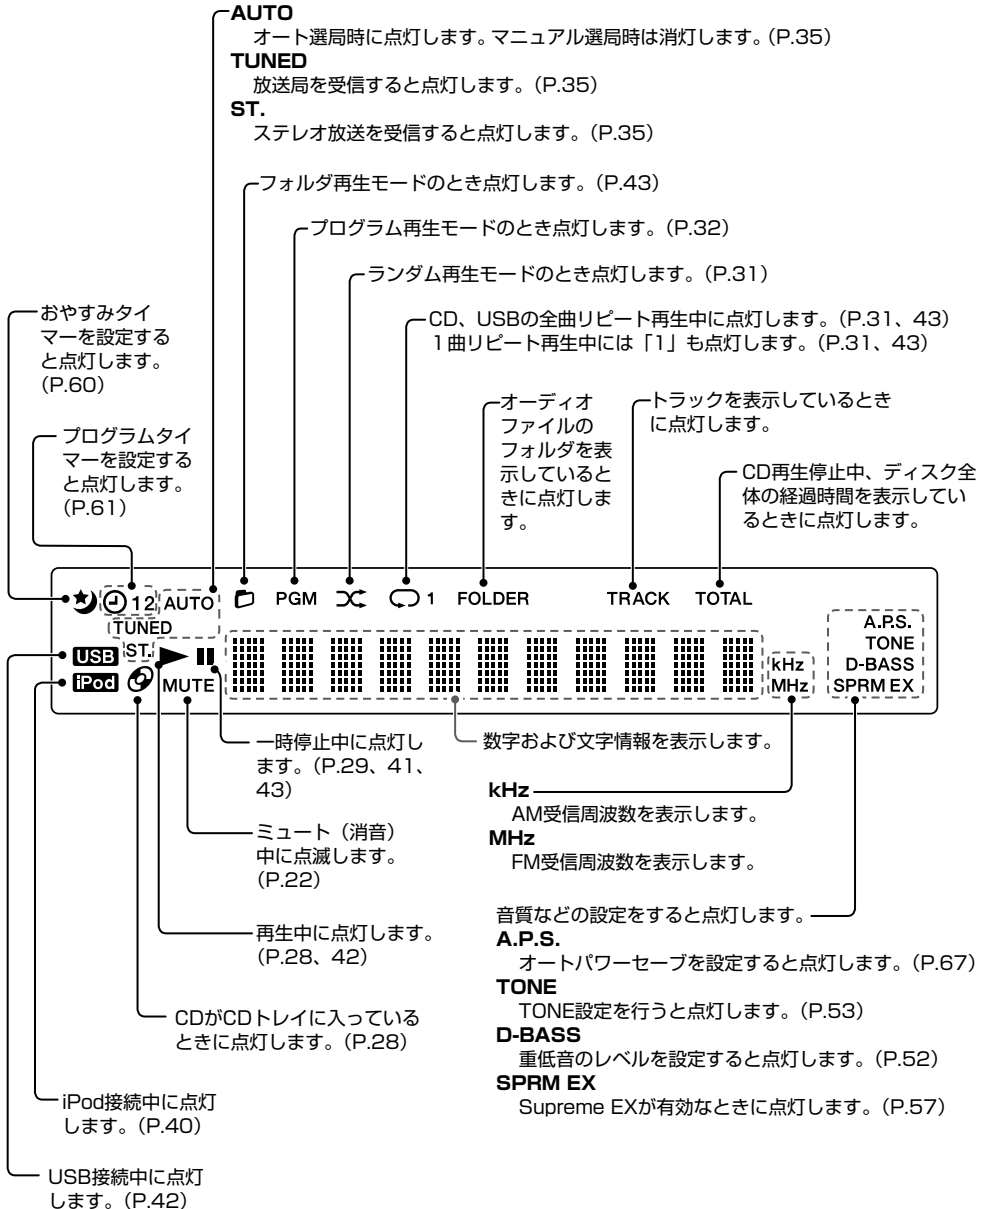 AUTO
オート選局時に点灯します。マニュアル選局時は消灯します。（P.35）
TUNED
放送局を受信すると点灯します。（P.35）
ST.
ステレオ放送を受信すると点灯します。（P.35）
フォルダ再生モードのとき点灯します。（P.43）
プログラム再生モードのとき点灯します。（P.32）
ランダム再生モードのとき点灯します。（P.31）
CD、USBの全曲リピート再生中に点灯します。（P.31、43）
１曲リピート再生中には「1」も点灯します。（P.31、43）
おやすみタイ
マーを設定する
と点灯します。
（P.60）
プログラムタイ
マーを設定する
と点灯します。
（P.61）
オーディオ
ファイルの
フォルダを表
示していると
きに点灯しま
す。
トラックを表示しているとき
に点灯します。
CD再生停止中、ディスク全
体の経過時間を表示してい
るときに点灯します。
12 AUTO PGM 1 FOLDER TRACK TOTAL
TUNED
ST.
USB
iPod
MUTE
kHz
MHz
A.P.S.
TONE
D-BASS
SPRM EX
一時停止中に点灯し
ます。（P.29、41、
43）
ミュート（消音）
中に点滅します。
（P.22）
再生中に点灯します。
（P.28、42）
CDがCDトレイに入っている
ときに点灯します。（P.28）
iPod接続中に点灯
します。（P.40）
USB接続中に点灯
します。（P.42）
数字および文字情報を表示します。
kHz
AM受信周波数を表示します。
MHz
FM受信周波数を表示します。
音質などの設定をすると点灯します。
A.P.S.
オートパワーセーブを設定すると点灯します。（P.67）
TONE
TONE設定を行うと点灯します。（P.53）
D-BASS
重低音のレベルを設定すると点灯します。（P.52）
SPRM EX
Supreme EXが有効なときに点灯します。（P.57）